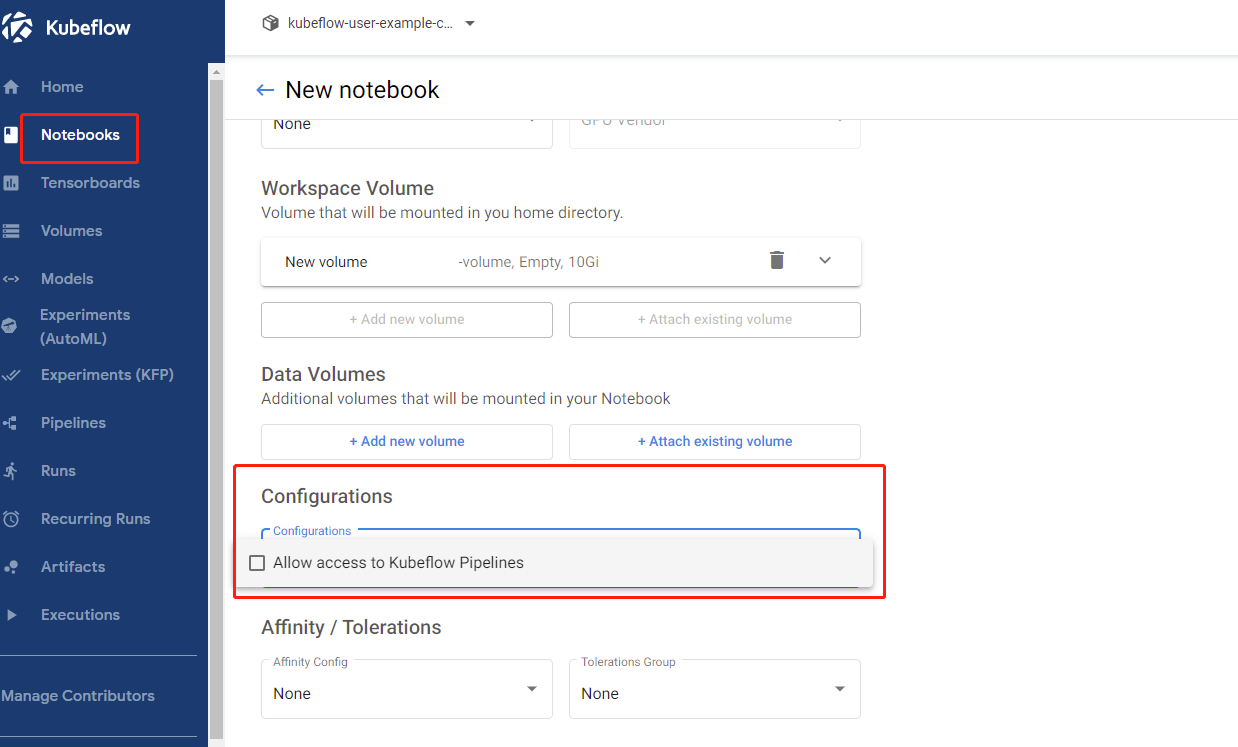 Kubeflow
kubeflow-user-example-c...
Home
Notebooks
Tensorboards
Volumes
Models
Experiments
(AutoML)
Experiments (KFP)
Pipelines
Runs
Recurring Runs
Artifacts
Executions
Manage Contributors
New notebook
None
GPU Vendor
Workspace Volume
Volume that will be mounted in you home directory.
New volume -volume, Empty, 10Gi
+ Add new volume + Attach existing volume
Data Volumes
Additional volumes that will be mounted in your Notebook
+ Add new volume + Attach existing volume
Configurations
Configurations
Allow access to Kubeflow Pipelines
Affinity / Tolerations
Affinity Config Tolerations Group
None None